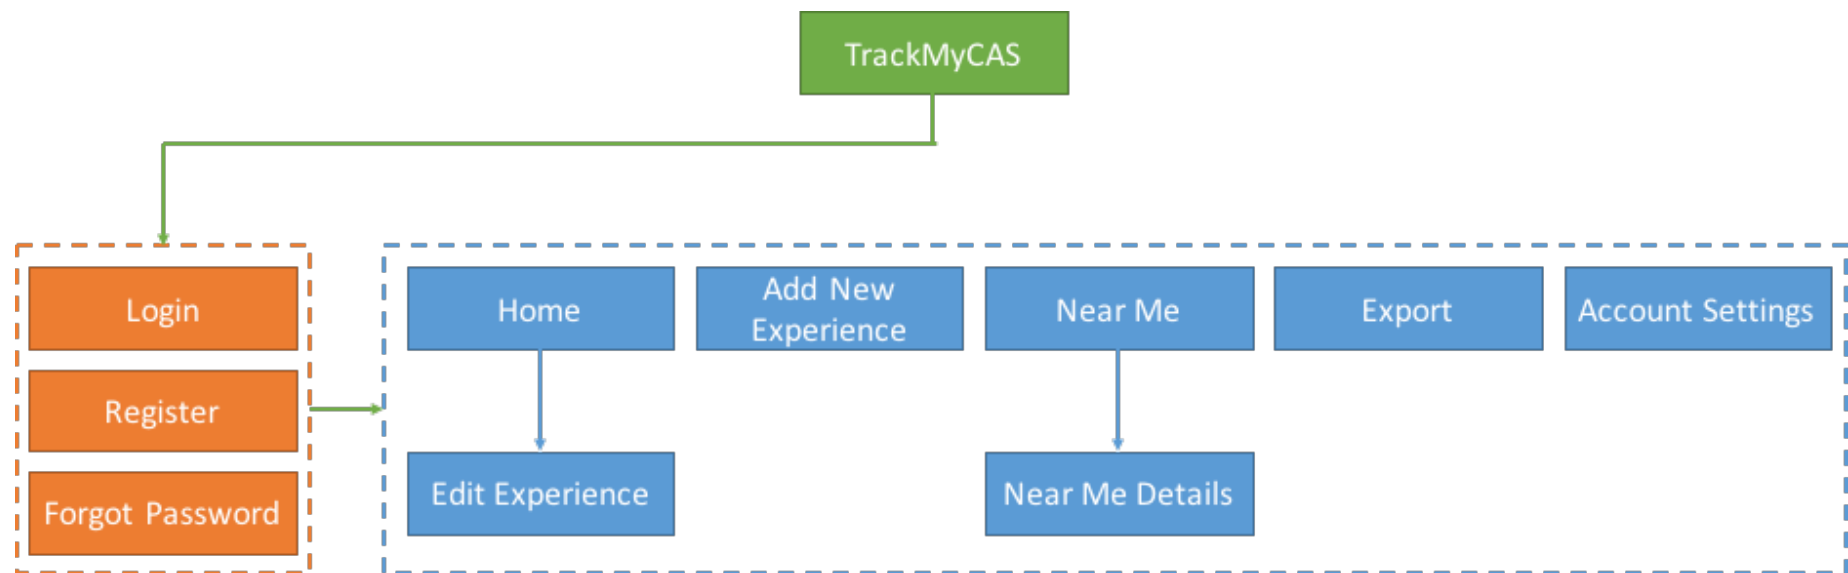 TrackMyCAS
Login
Home
Add New
Experience
Near Me
Export
Account Settings
Register
Forgot Password
Edit Experience
Near Me Details